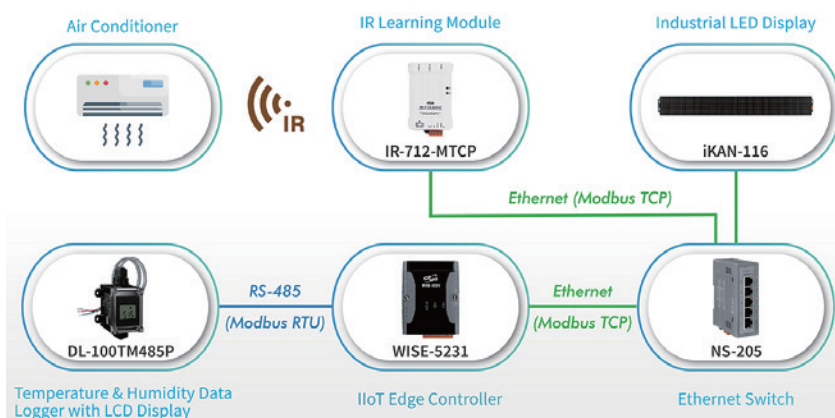 Air Conditioner
IR Learning Module
Industrial LED Display
IR
IR-712-MTCP
iKAN-116
Ethernet (Modbus TCP)
RS-485
(Modbus RTU)
Ethernet
(Modbus TCP)
DL-100TM485P
WISE-5231
NS-205
Temperature & Humidity Data
Logger with LCD Display
IIoT Edge Controller
Ethernet Switch